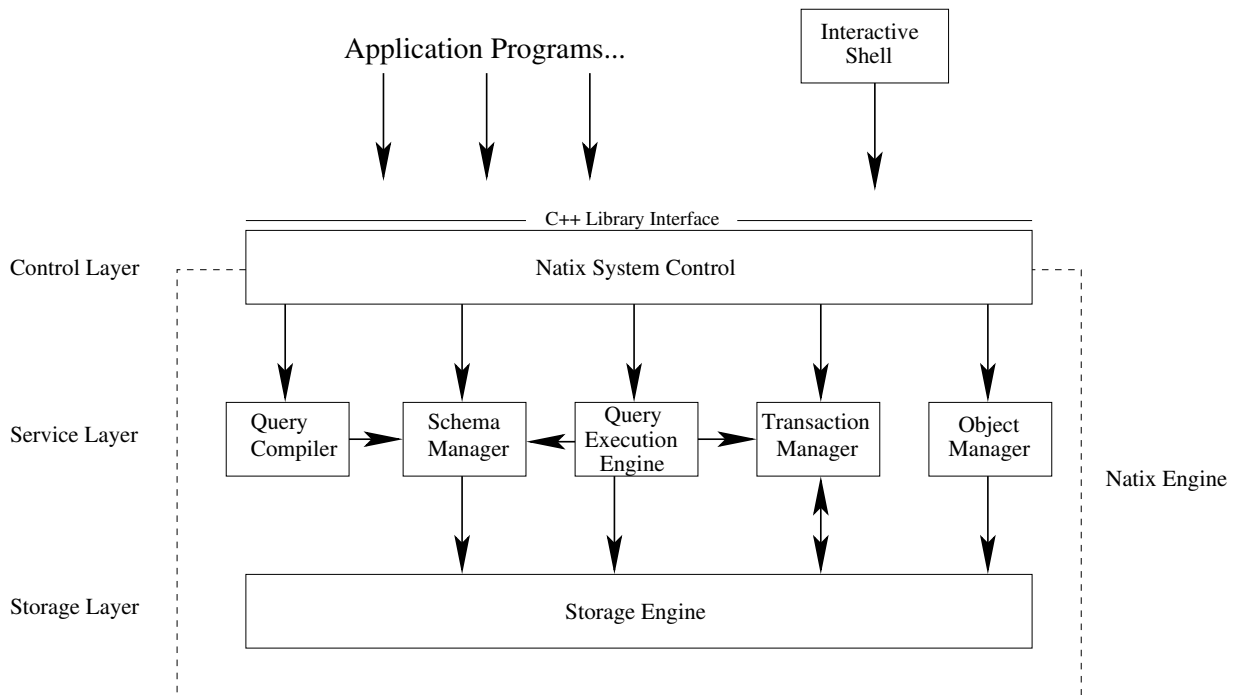 Application Programs...
Interactive
Shell
C++ Library Interface
Control Layer
Natix System Control
Service Layer
Query
Compiler
Schema
Manager
Query
Execution
Engine
Transaction
Manager
Object
Manager
Natix Engine
Storage Layer
Storage Engine